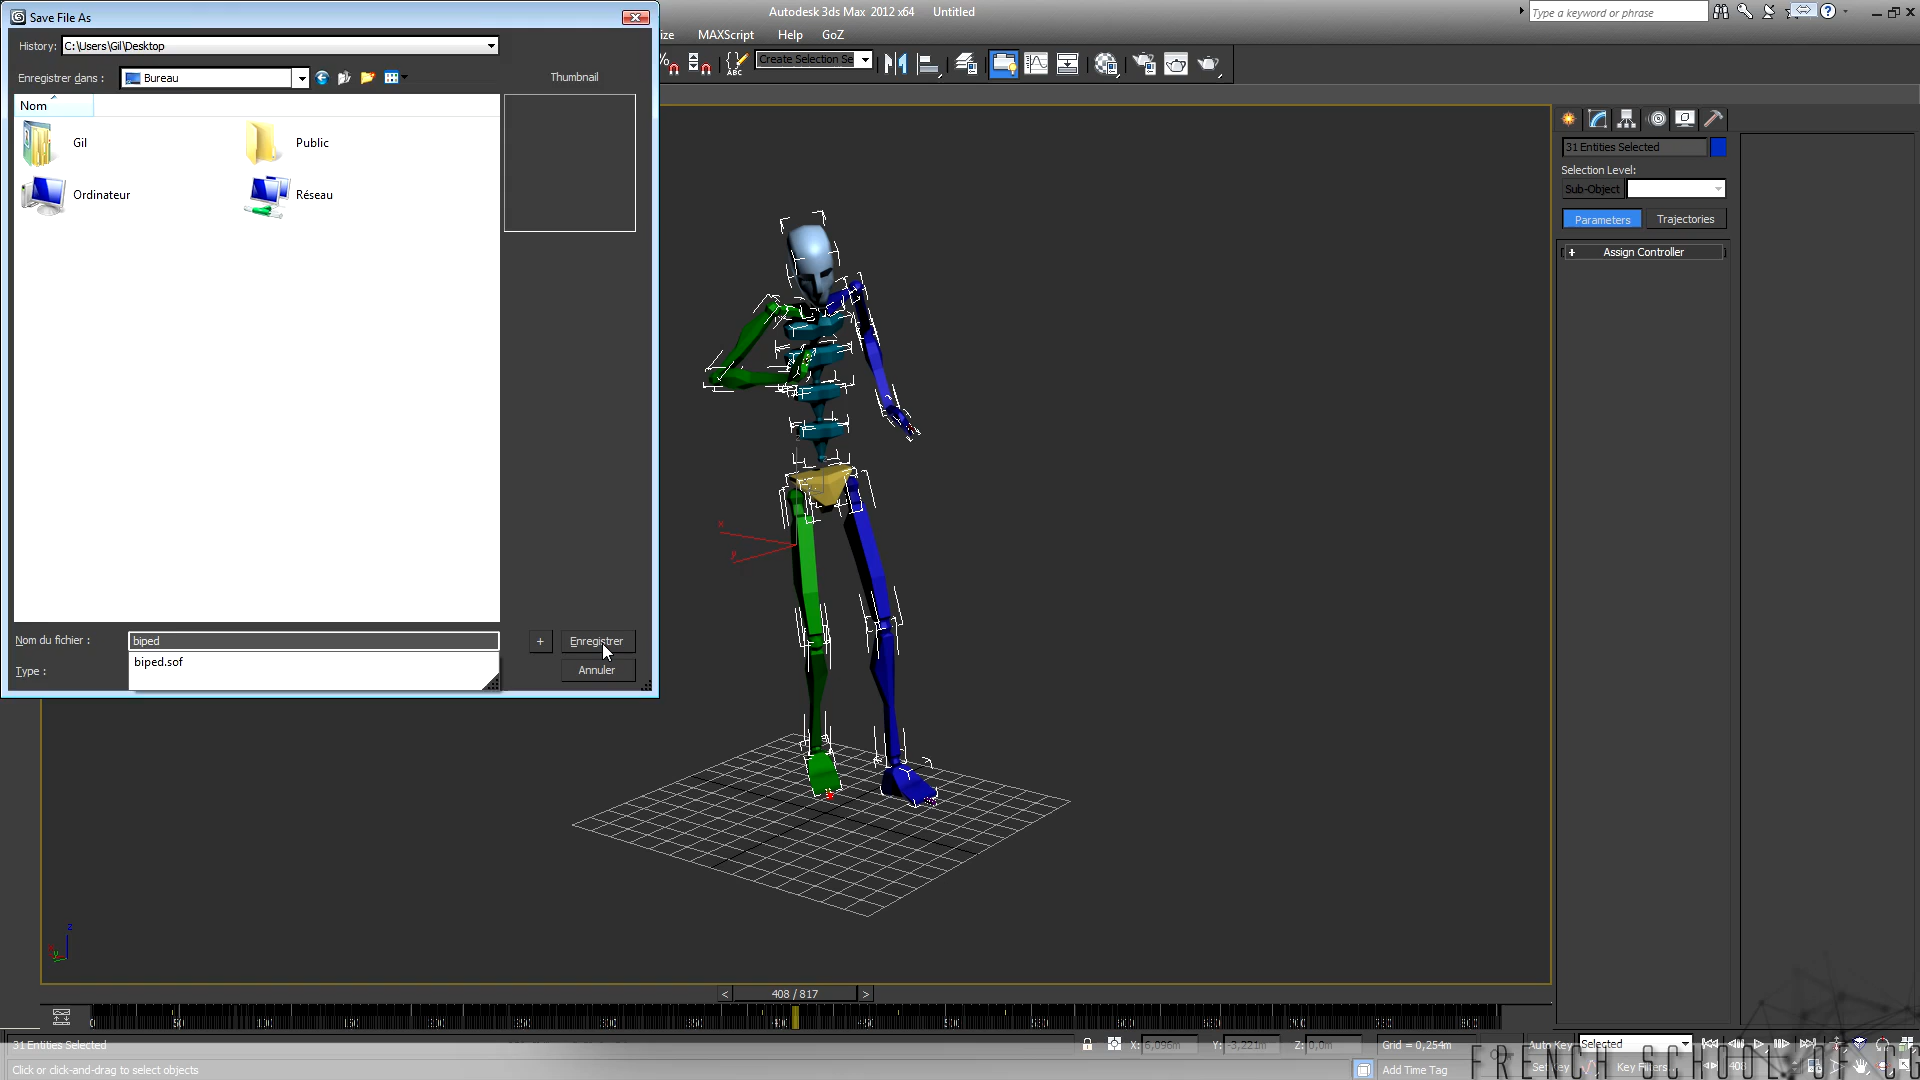 Save File As
Autodesk 3ds Max 2012 x64 Untitled
Type a keyword or phrase
History: C:\Users\Gil\Desktop
ize MAXScript Help GoZ
Create Selection Se
Enregistrer dans : Bureau
Thumbnail
Nom
Gil
Public
Ordinateur
Réseau
31 Entities Selected
Selection Level:
Sub-Object
Parameters Trajectories
+ Assign Controller
Nom du fichier : biped
+ Enregistrer
biped.sof
Type :
Annuler
x
y
z
< 408 / 817 >
31 Entities Selected
X: 6,096m Y: -3,221m Z: 0,0m Grid = 0,254m
Auto Key Selected
Click or click-and-drag to select objects
Add Time Tag
Set Key Key Filters...
408